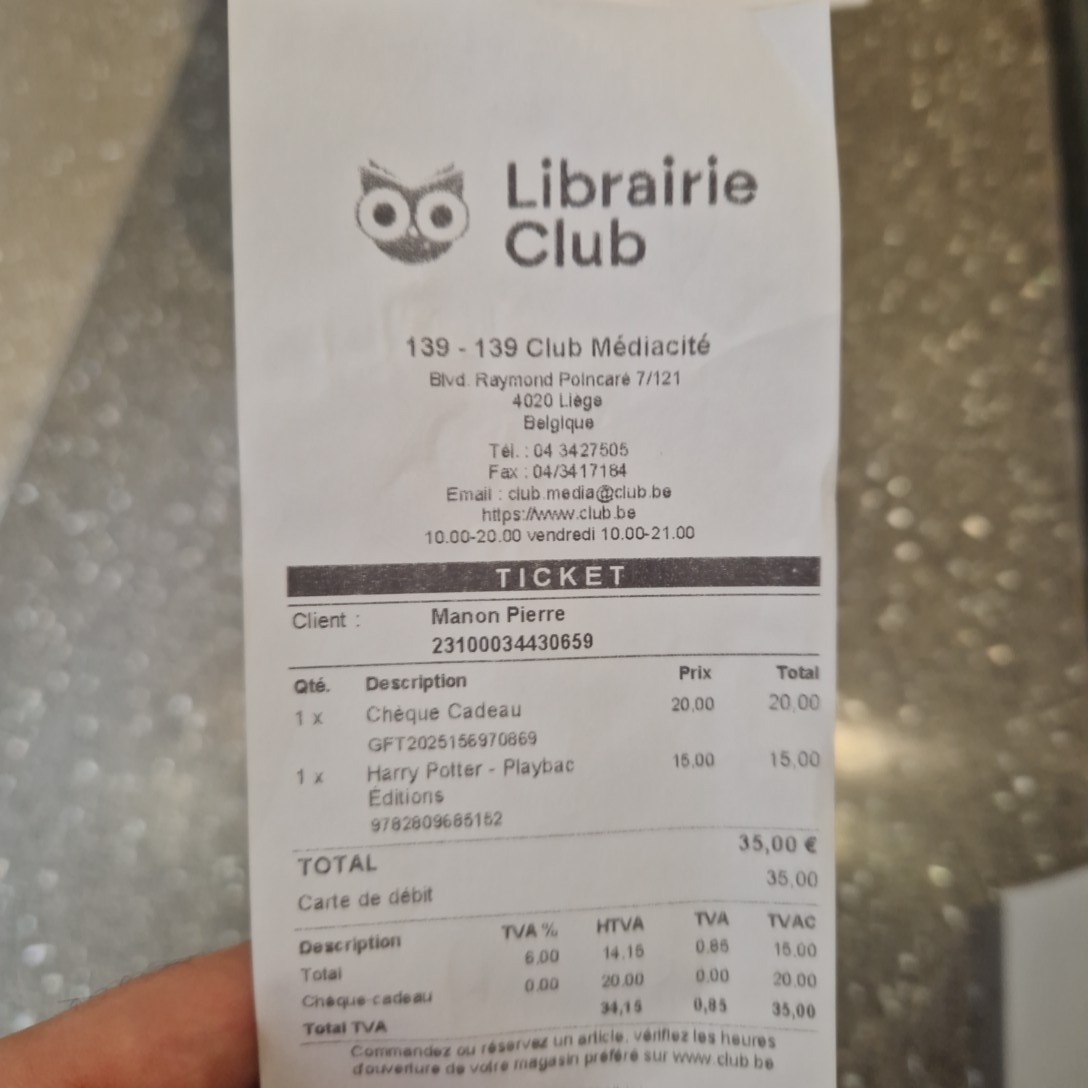 Librairie
Club
139 - 139 Club Médiacité
Blvd. Raymond Poincaré 7/121
4020 Liège
Belgique
Tél. : 04 3427505
Fax : 04/3417184
Email : club.media@club.be
https://www.club.be
10.00-20.00 vendredi 10.00-21.00
TICKET
Client : Manon Pierre
23100034430659
Qté. Description Prix Total
1 x Chèque Cadeau 20,00 20,00
GFT2025156970869
1 x Harry Potter - Playbac 15,00 15,00
Éditions
9782809685152
TOTAL 35,00 €
Carte de débit 35,00
Description TVA % HTVA TVA TVAC
Total 6.00 14.15 0.85 15.00
Chèque-cadeau 0.00 20.00 0.00 20.00
Total TVA 34,15 0,85 35,00
Commandez ou réservez un article, vérifiez les heures
d'ouverture de votre magasin préféré sur www.club.be